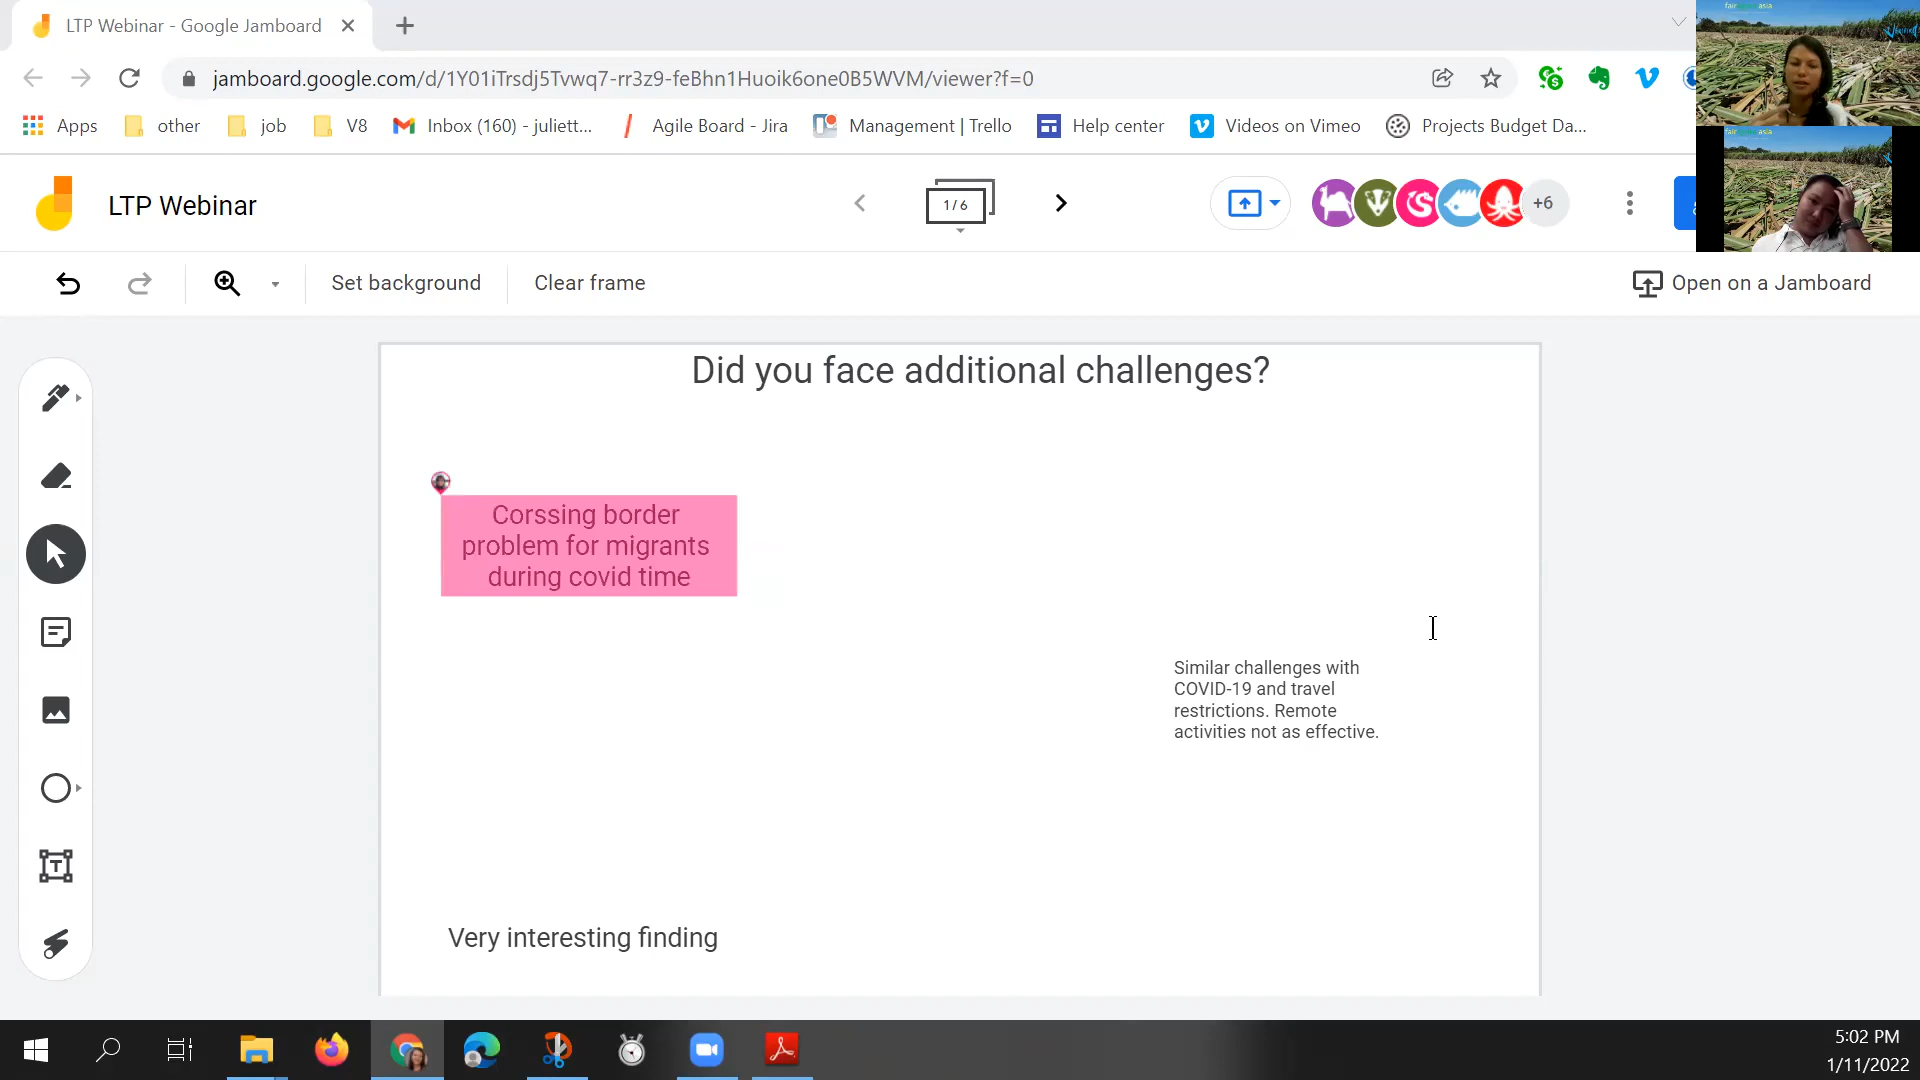 LTP Webinar - Google Jamboard
jamboard.google.com/d/1Y01iTrsdj5Tvwq7-rr3z9-feBhn1Huoik6one0B5WVM/viewer?f=0
Apps other job V8 Inbox (160) - juliett... Agile Board - Jira Management | Trello Help center Videos on Vimeo Projects Budget Da...
LTP Webinar
1 / 6
+6
Set background Clear frame
Open on a Jamboard
Did you face additional challenges?
Corssing border
problem for migrants
during covid time
Similar challenges with
COVID-19 and travel
restrictions. Remote
activities not as effective.
Very interesting finding
5:02 PM
1/11/2022